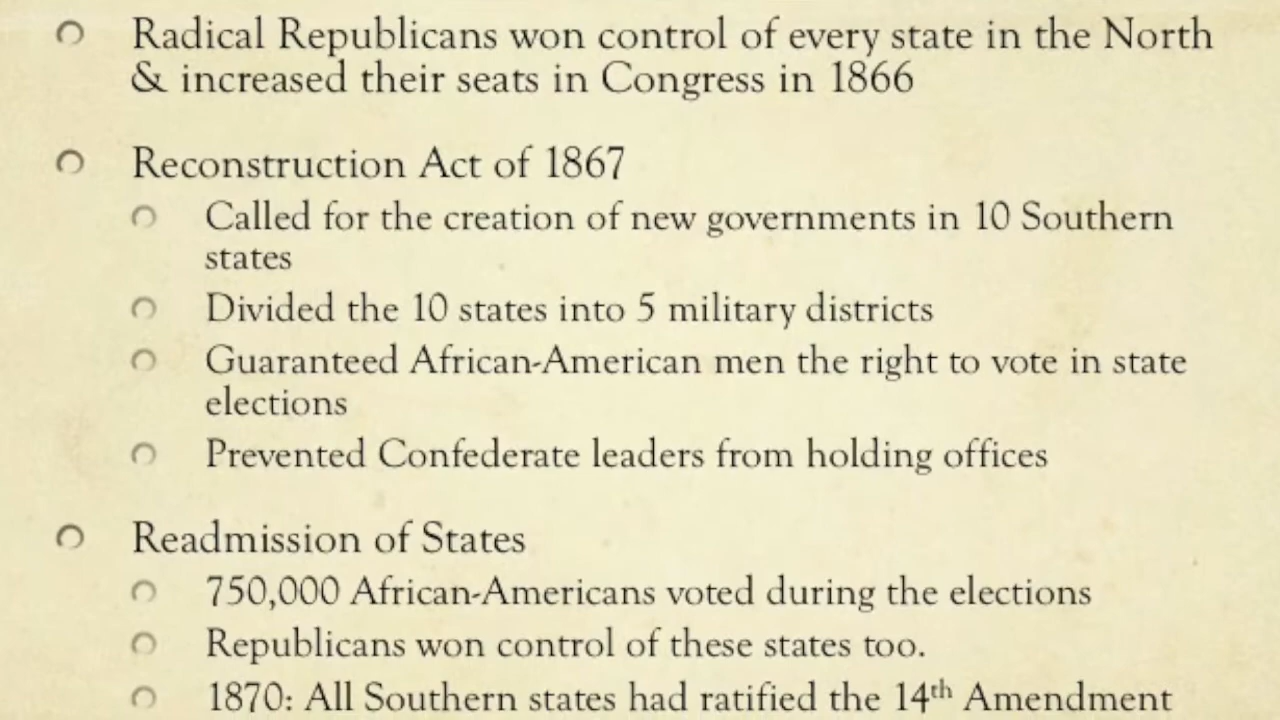 Radical Republicans won control of every state in the North
& increased their seats in Congress in 1866
Reconstruction Act of 1867
Called for the creation of new governments in 10 Southern
states
Divided the 10 states into 5 military districts
Guaranteed African-American men the right to vote in state
elections
Prevented Confederate leaders from holding offices
Readmission of States
750,000 African-Americans voted during the elections
Republicans won control of these states too.
1870: All Southern states had ratified the 14th Amendment